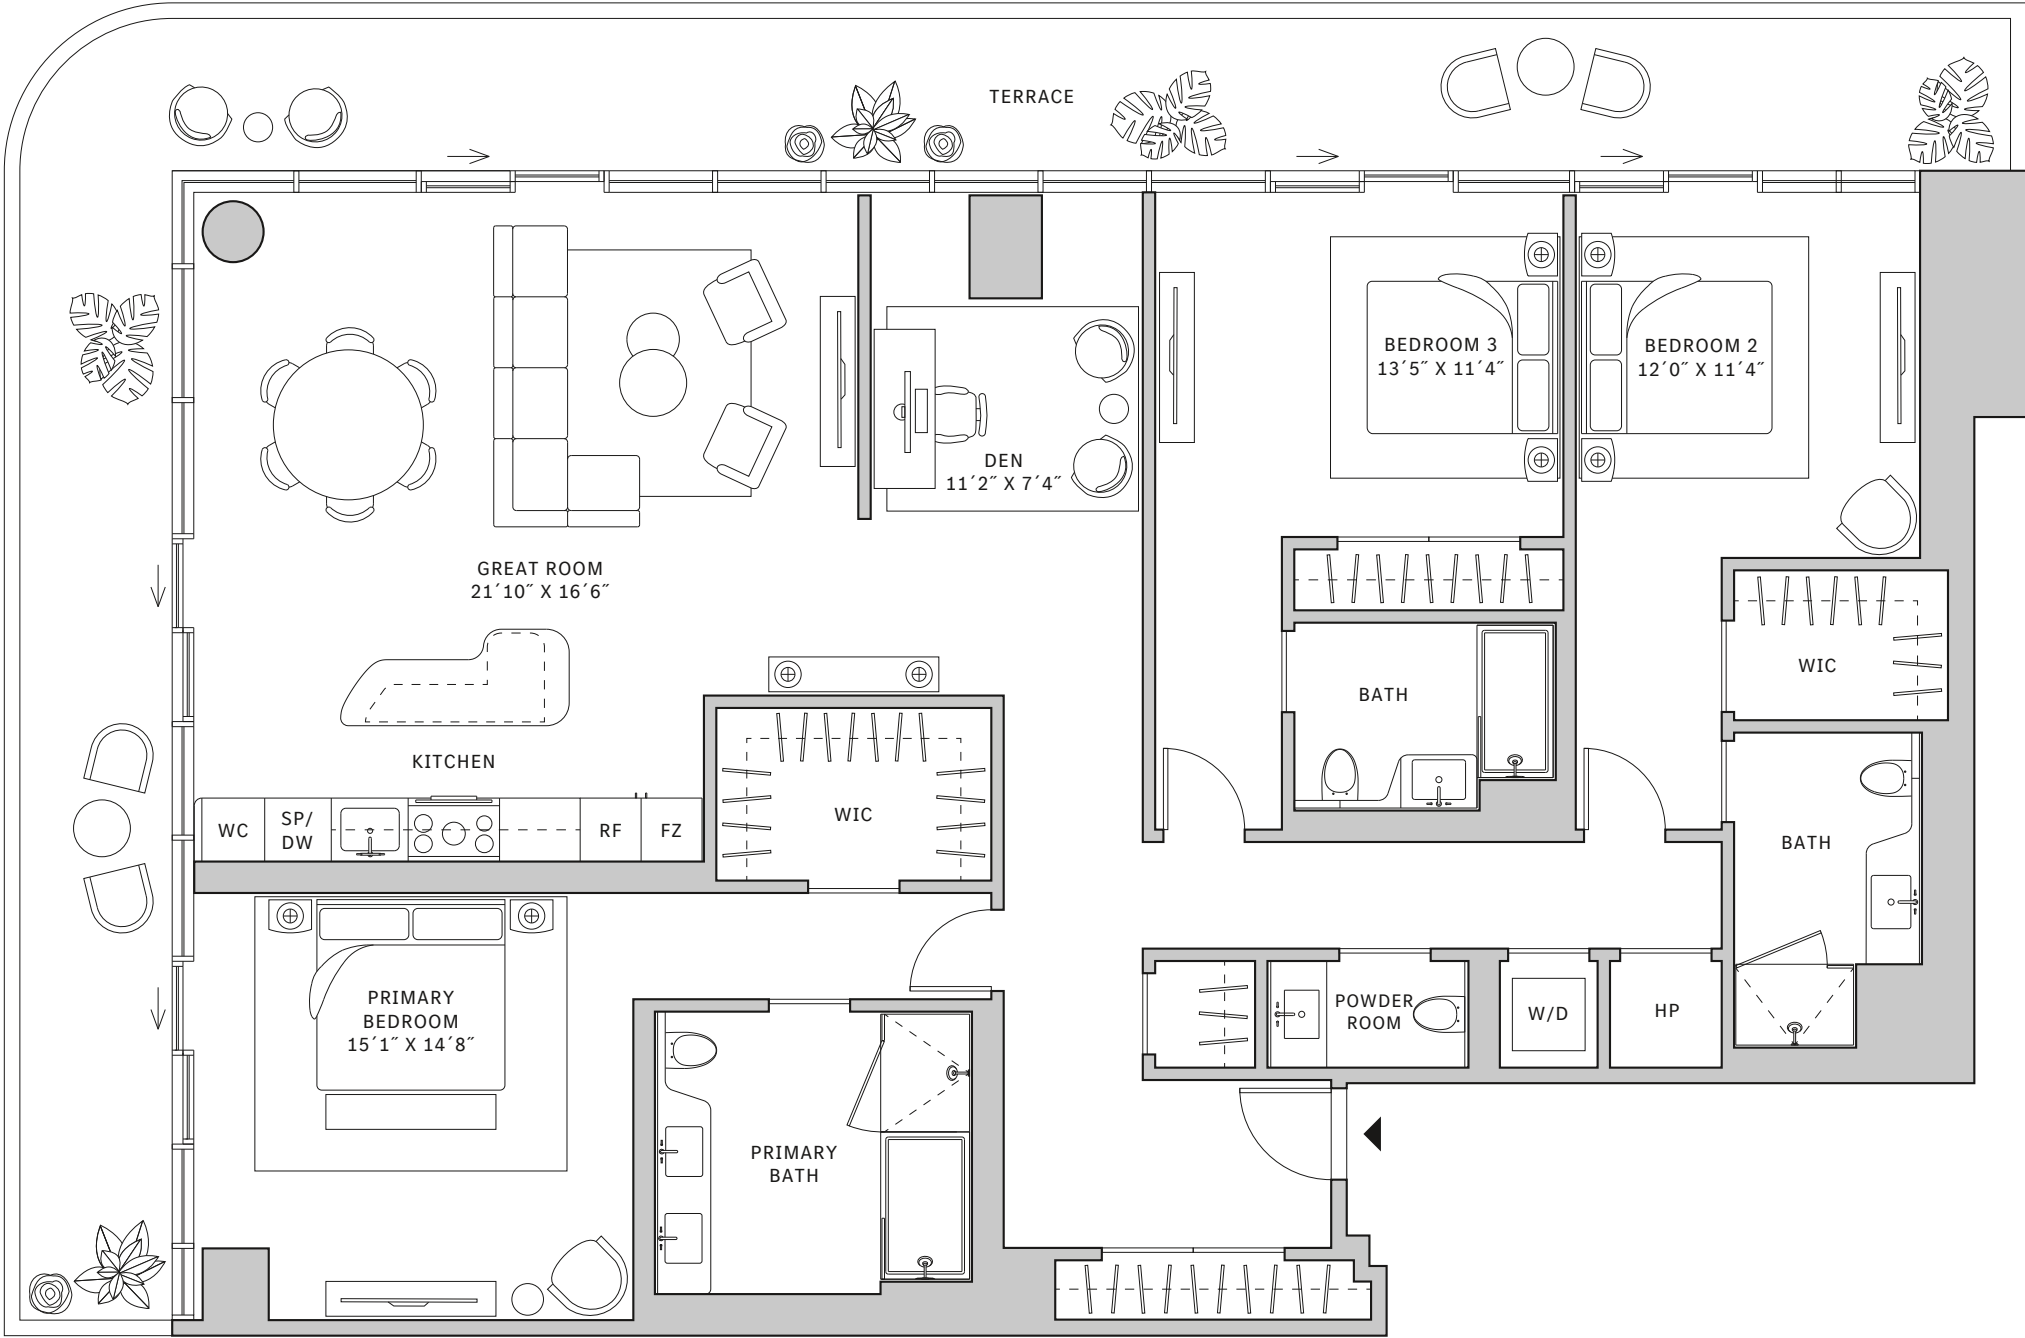 TERRACE
BEDROOM 3
13´5˝ X 11´4˝
BEDROOM 2
12´0˝ X 11´4˝
DEN
11´2˝ X 7´4˝
GREAT ROOM
21´10˝ X 16´6˝
WIC
BATH
KITCHEN
WIC
WC
SP/
DW
RF
FZ
BATH
PRIMARY
BEDROOM
15´1˝ X 14´8˝
POWDER
ROOM
W/D
HP
PRIMARY
BATH